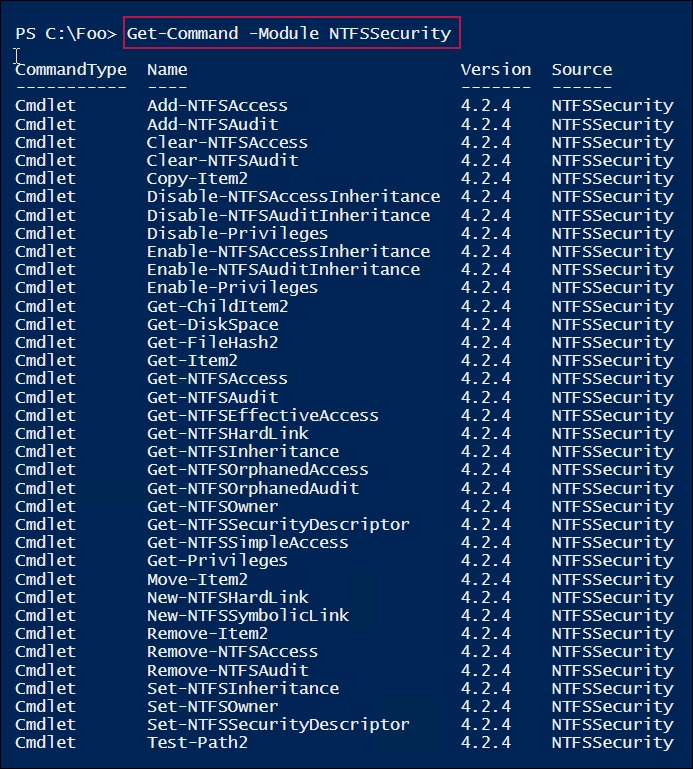 PS C:\Foo> Get-Command -Module NTFSSecurity
CommandType Name Version Source
----------- ---- ------- ------
Cmdlet Add-NTFSAccess 4.2.4 NTFSSecurity
Cmdlet Add-NTFSAudit 4.2.4 NTFSSecurity
Cmdlet Clear-NTFSAccess 4.2.4 NTFSSecurity
Cmdlet Clear-NTFSAudit 4.2.4 NTFSSecurity
Cmdlet Copy-Item2 4.2.4 NTFSSecurity
Cmdlet Disable-NTFSAccessInheritance 4.2.4 NTFSSecurity
Cmdlet Disable-NTFSAuditInheritance 4.2.4 NTFSSecurity
Cmdlet Disable-Privileges 4.2.4 NTFSSecurity
Cmdlet Enable-NTFSAccessInheritance 4.2.4 NTFSSecurity
Cmdlet Enable-NTFSAuditInheritance 4.2.4 NTFSSecurity
Cmdlet Enable-Privileges 4.2.4 NTFSSecurity
Cmdlet Get-ChildItem2 4.2.4 NTFSSecurity
Cmdlet Get-DiskSpace 4.2.4 NTFSSecurity
Cmdlet Get-FileHash2 4.2.4 NTFSSecurity
Cmdlet Get-Item2 4.2.4 NTFSSecurity
Cmdlet Get-NTFSAccess 4.2.4 NTFSSecurity
Cmdlet Get-NTFSAudit 4.2.4 NTFSSecurity
Cmdlet Get-NTFSEffectiveAccess 4.2.4 NTFSSecurity
Cmdlet Get-NTFSHardLink 4.2.4 NTFSSecurity
Cmdlet Get-NTFSInheritance 4.2.4 NTFSSecurity
Cmdlet Get-NTFSOrphanedAccess 4.2.4 NTFSSecurity
Cmdlet Get-NTFSOrphanedAudit 4.2.4 NTFSSecurity
Cmdlet Get-NTFSOwner 4.2.4 NTFSSecurity
Cmdlet Get-NTFSSecurityDescriptor 4.2.4 NTFSSecurity
Cmdlet Get-NTFSSimpleAccess 4.2.4 NTFSSecurity
Cmdlet Get-Privileges 4.2.4 NTFSSecurity
Cmdlet Move-Item2 4.2.4 NTFSSecurity
Cmdlet New-NTFSHardLink 4.2.4 NTFSSecurity
Cmdlet New-NTFSSymbolicLink 4.2.4 NTFSSecurity
Cmdlet Remove-Item2 4.2.4 NTFSSecurity
Cmdlet Remove-NTFSAccess 4.2.4 NTFSSecurity
Cmdlet Remove-NTFSAudit 4.2.4 NTFSSecurity
Cmdlet Set-NTFSInheritance 4.2.4 NTFSSecurity
Cmdlet Set-NTFSOwner 4.2.4 NTFSSecurity
Cmdlet Set-NTFSSecurityDescriptor 4.2.4 NTFSSecurity
Cmdlet Test-Path2 4.2.4 NTFSSecurity